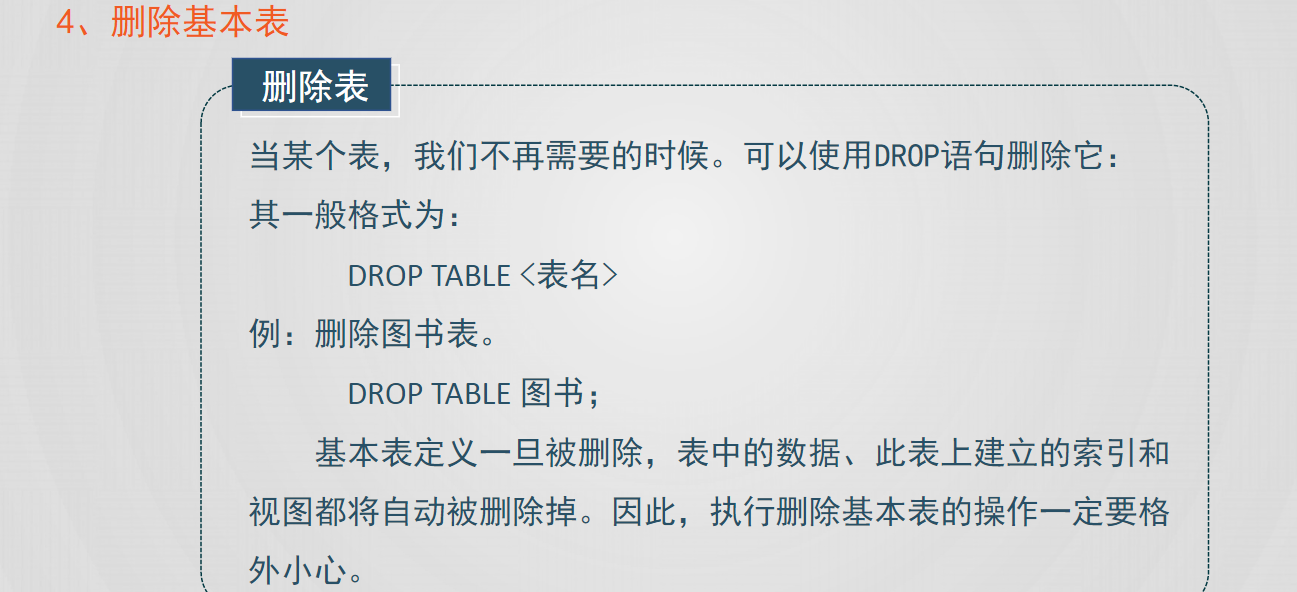 4、删除基本表
删除表
当某个表，我们不再需要的时候。可以使用DROP语句删除它：
其一般格式为：
DROP TABLE <表名>
例：删除图书表。
DROP TABLE 图书；
基本表定义一旦被删除，表中的数据、此表上建立的索引和
视图都将自动被删除掉。因此，执行删除基本表的操作一定要格
外小心。